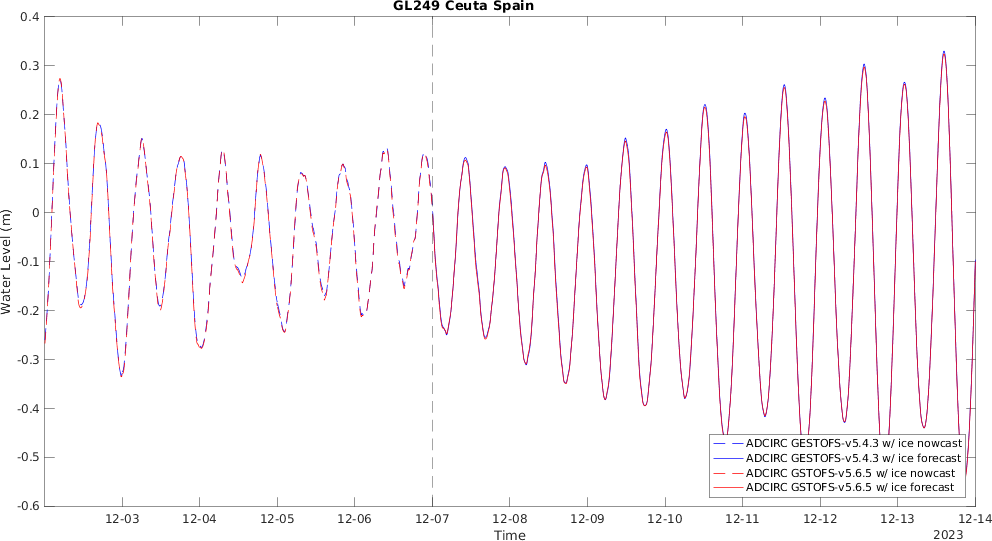 GL249 Ceuta Spain
0.4
0.3
0.2
0.1
0
-0.1
-0.2
-0.3
-0.4
-0.5
-0.6
Water Level (m)
ADCIRC GESTOFS-v5.4.3 w/ ice nowcast
ADCIRC GESTOFS-v5.4.3 w/ ice forecast
ADCIRC GSTOFS-v5.6.5 w/ ice nowcast
ADCIRC GSTOFS-v5.6.5 w/ ice forecast
12-03 12-04 12-05 12-06 12-07 12-08 12-09 12-10 12-11 12-12 12-13 12-14
Time
2023